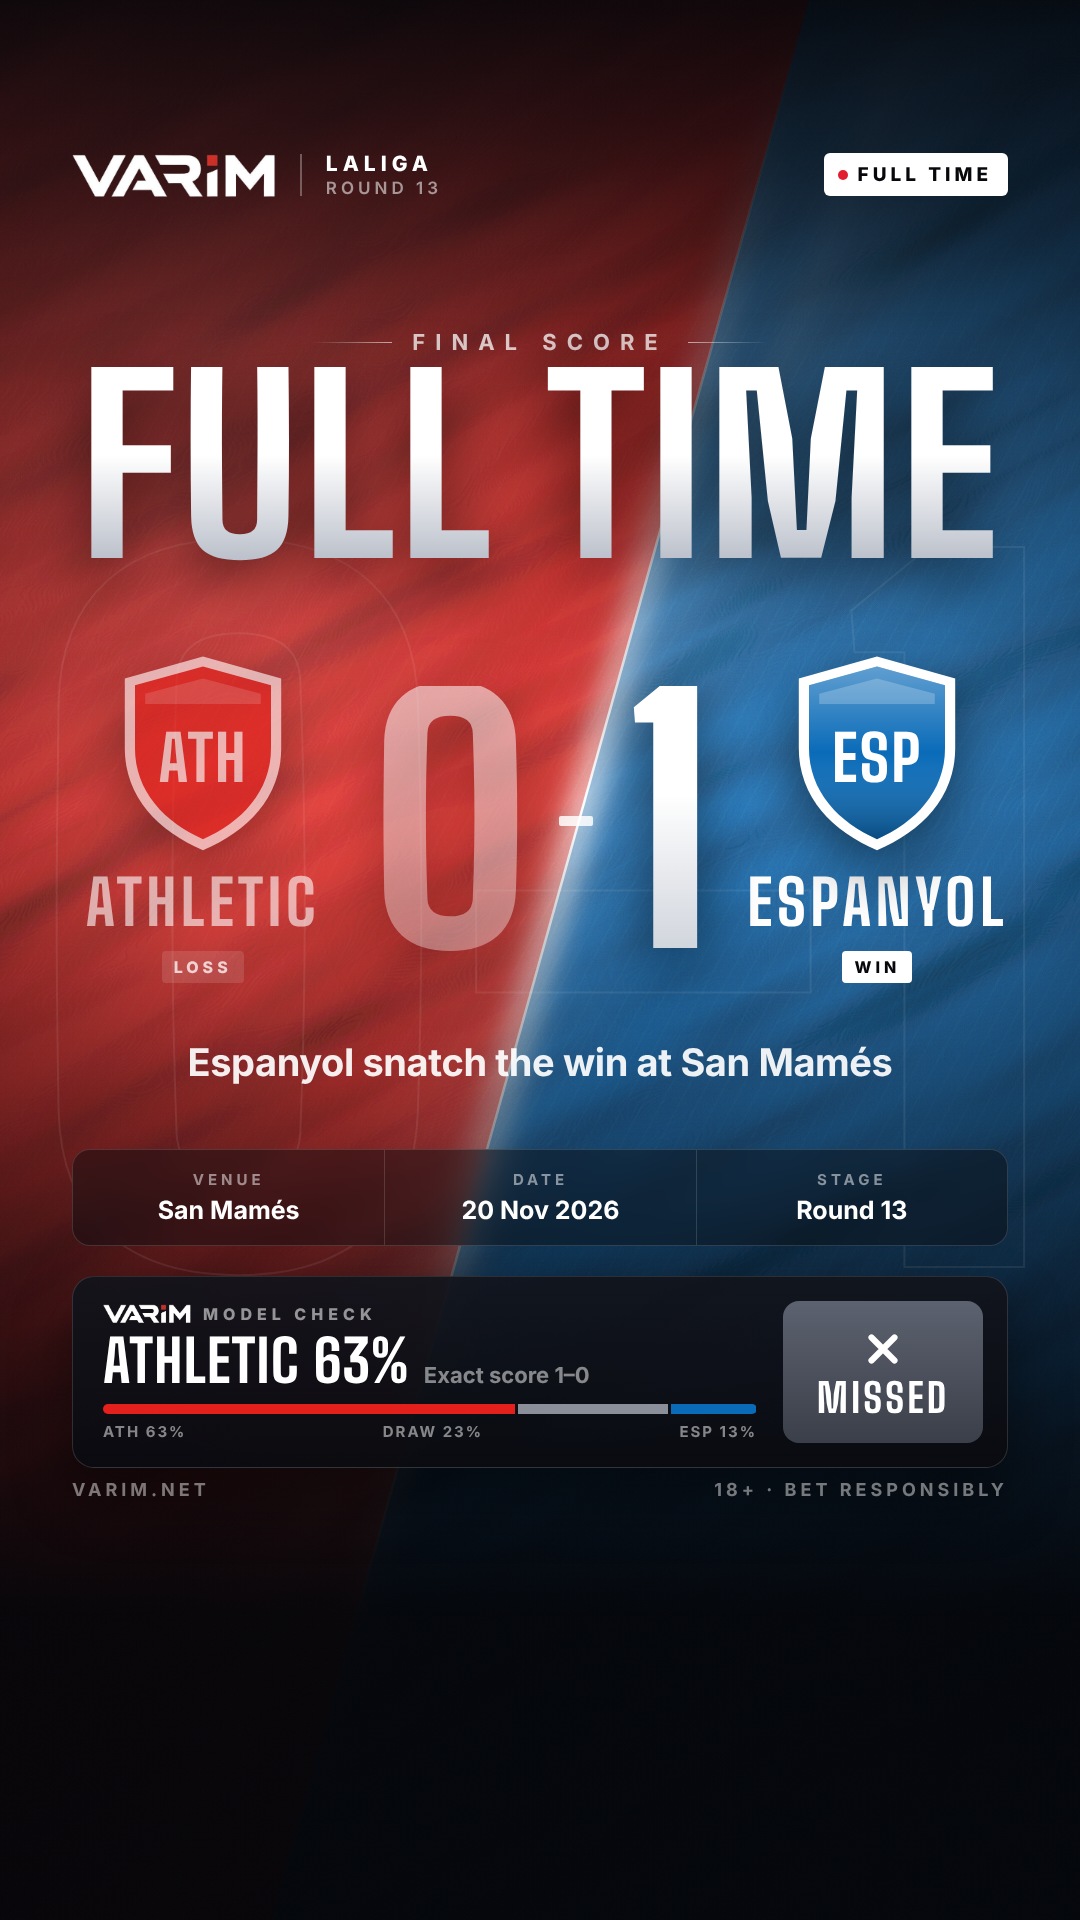 VARIM
LALIGA
ROUND 13
FULL TIME
FINAL SCORE
FULL TIME
ATH
0 - 1
ESP
ATHLETIC
ESPANYOL
LOSS
WIN
Espanyol snatch the win at San Mamés
VENUE
San Mamés
DATE
20 Nov 2026
STAGE
Round 13
VARIM MODEL CHECK
ATHLETIC 63% Exact score 1–0
ATH 63% DRAW 23% ESP 13%
MISSED
VARIM.NET
18+ · BET RESPONSIBLY